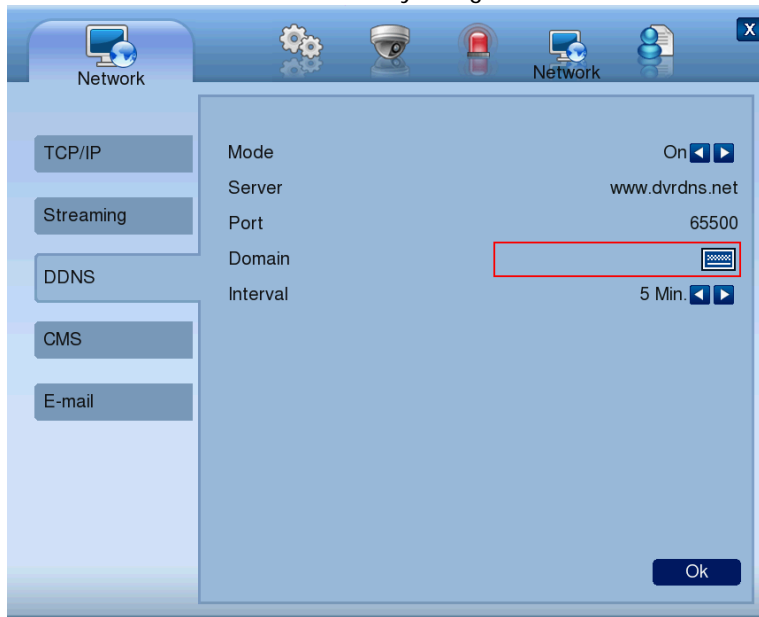 X
Network
Network
TCP/IP
Streaming
DDNS
CMS
E-mail
Mode On
Server www.dvrdns.net
Port 65500
Domain
Interval 5 Min.
Ok